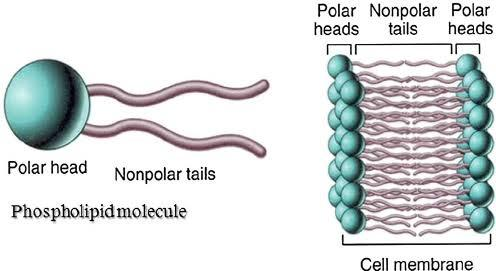 Polar head
Nonpolar tails
Phospholipid molecule
Polar heads
Nonpolar tails
Polar heads
Cell membrane